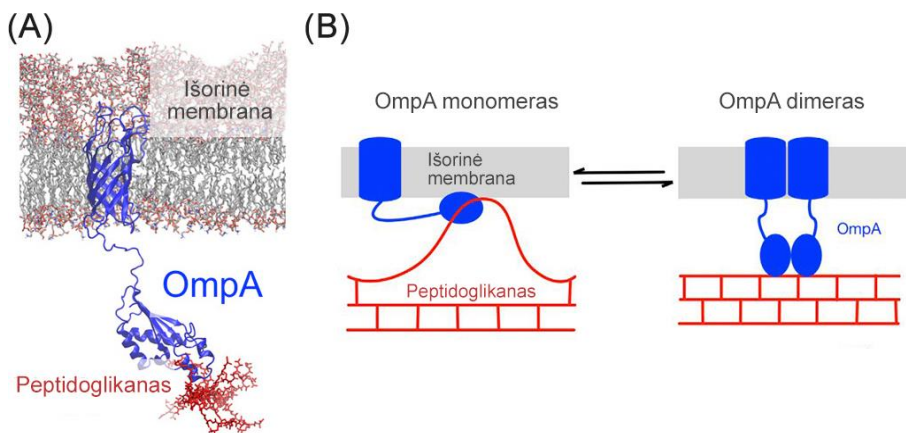 (A)
Išorinė
membrana
OmpA
Peptidoglikanas
(B)
OmpA monomeras
OmpA dimeras
Išorinė
membrana
OmpA
Peptidoglikanas